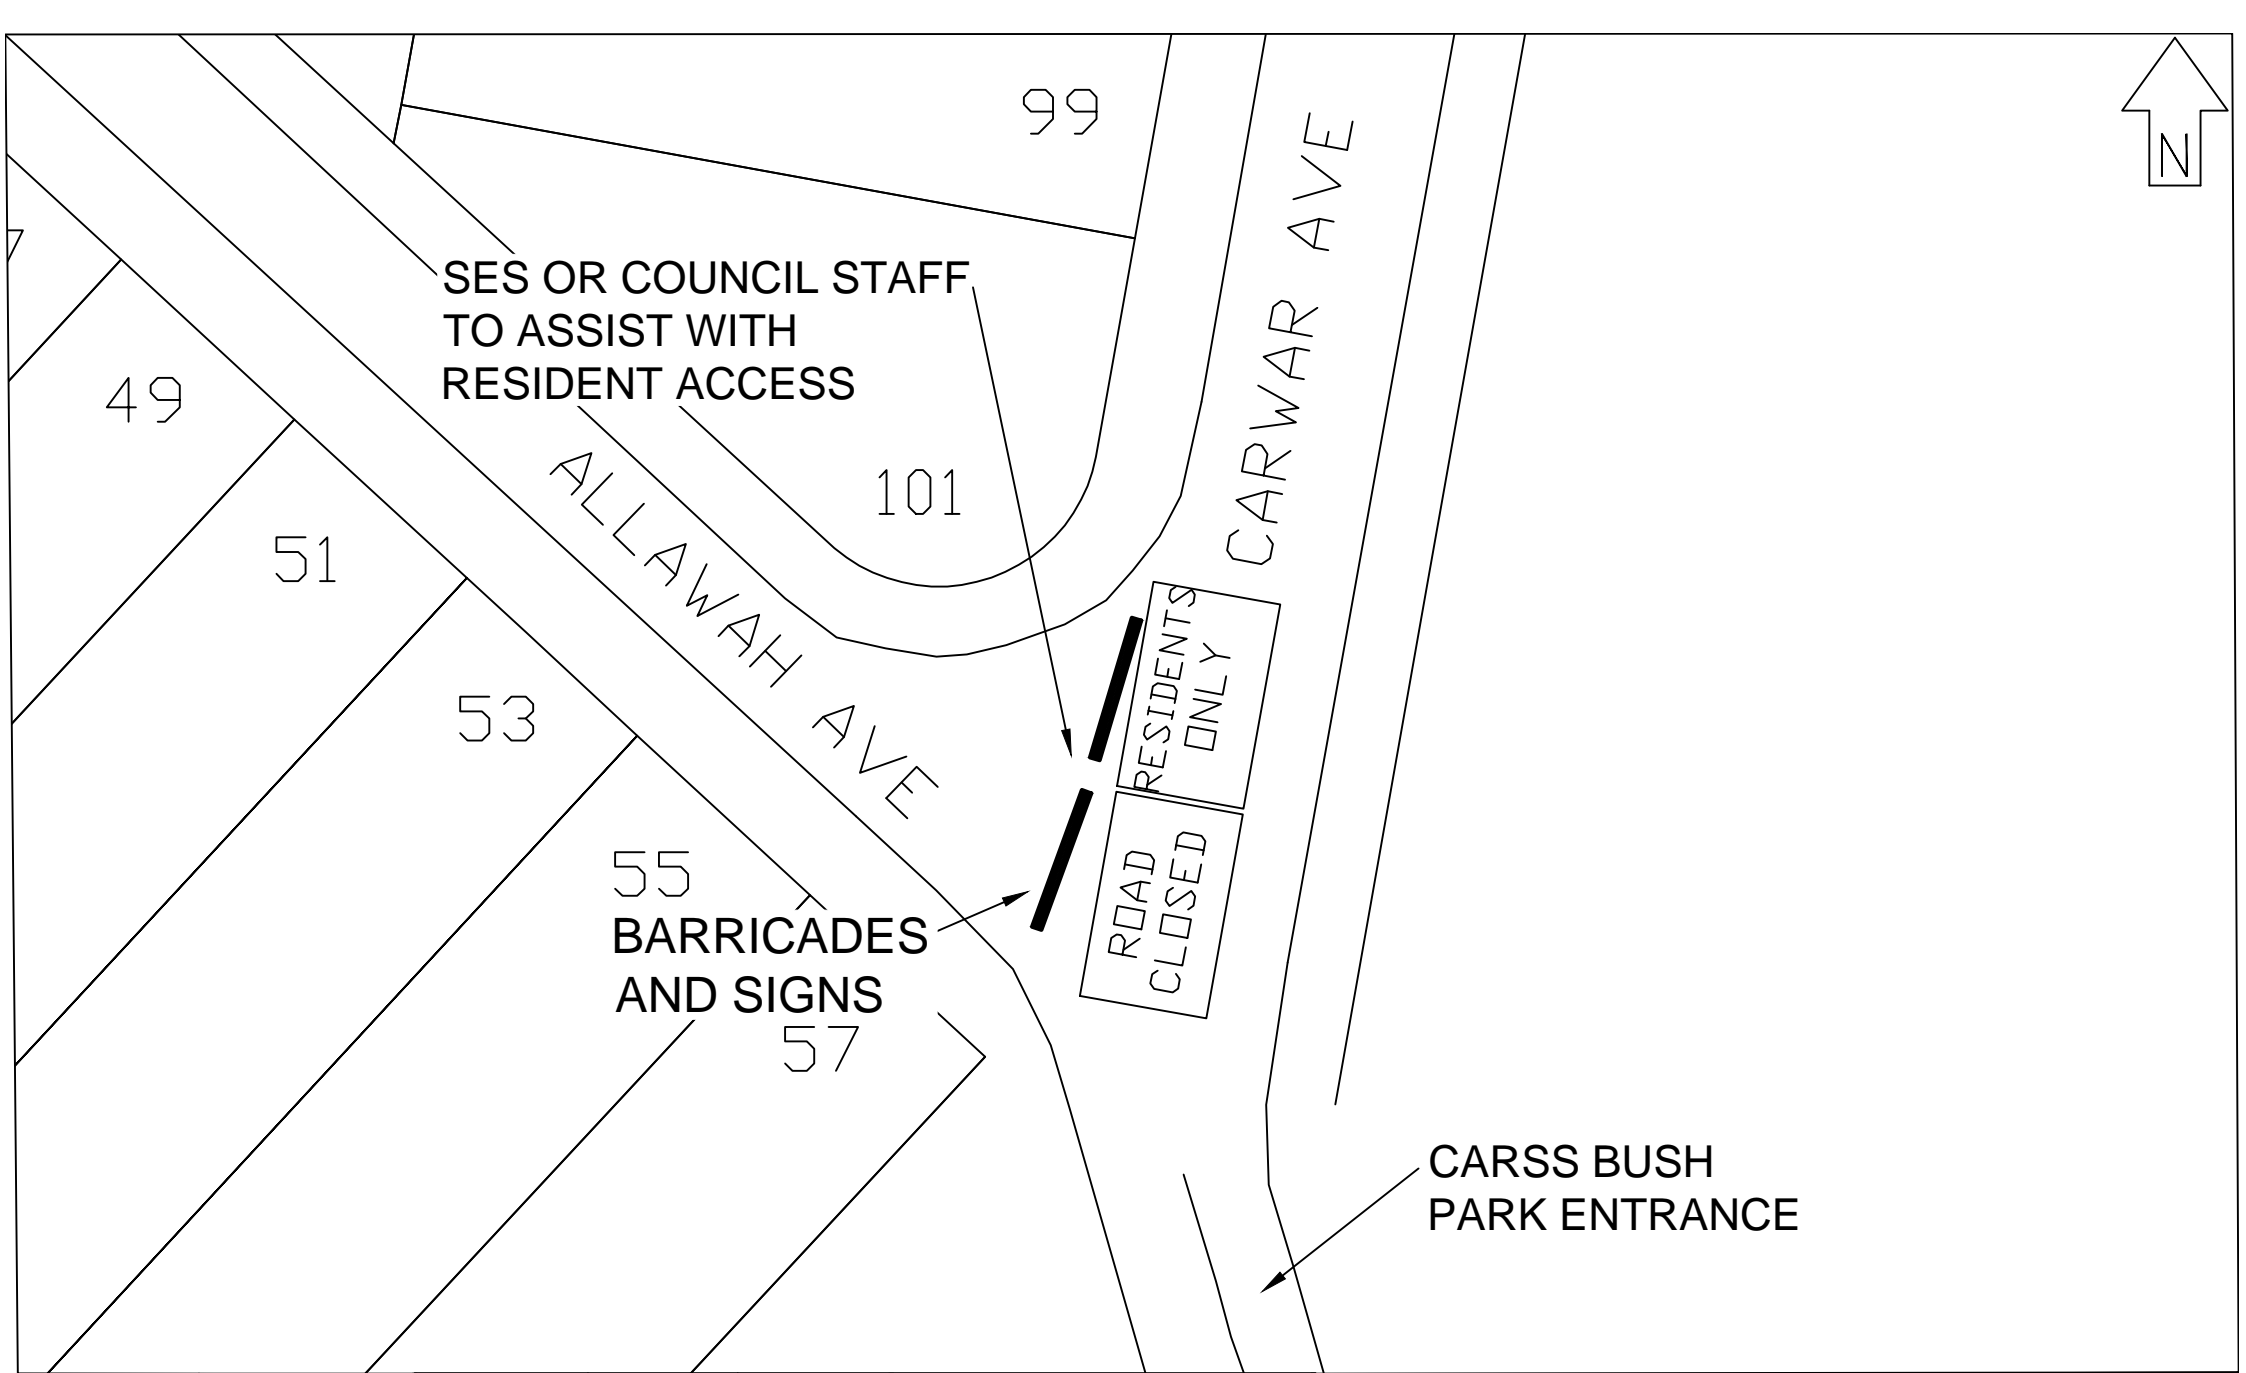 99
N
CARWAR AVE
SES OR COUNCIL STAFF
TO ASSIST WITH
RESIDENT ACCESS
49
101
ALLAWAH AVE
51
RESIDENTS
ONLY
53
ROAD
CLOSED
55
BARRICADES
AND SIGNS
57
CARSS BUSH
PARK ENTRANCE